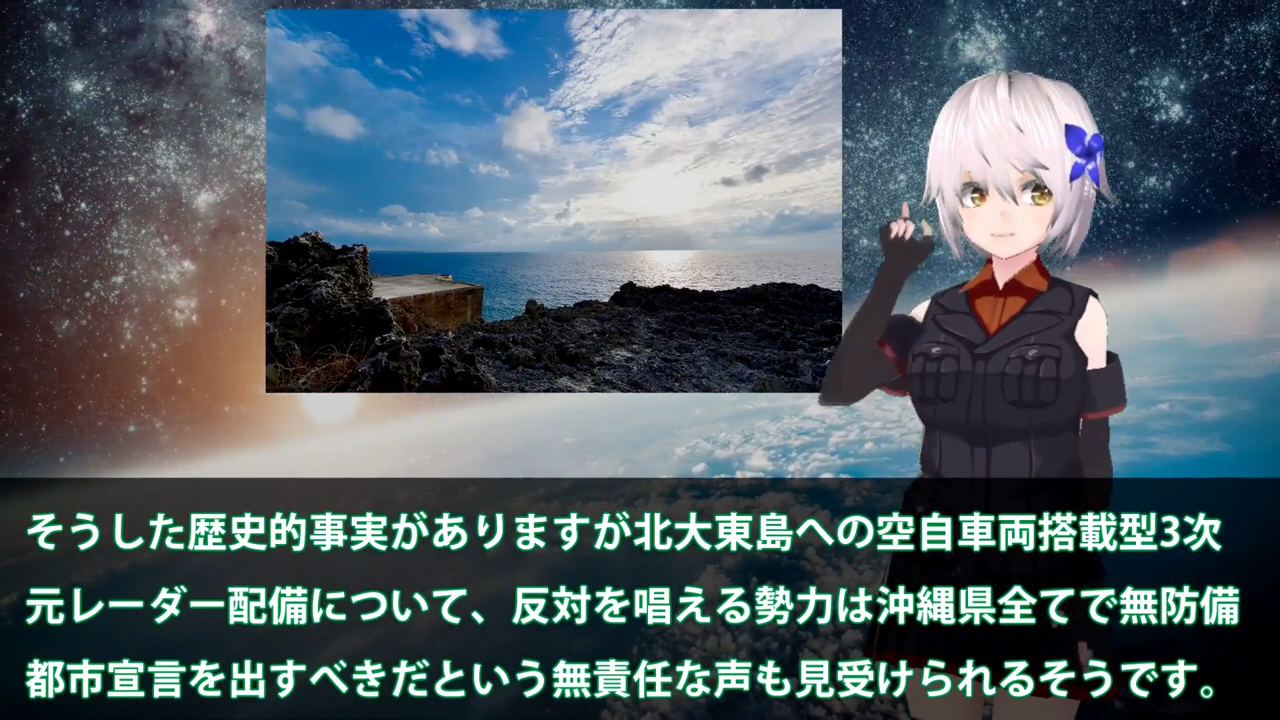 そうした歴史的事実がありますが北大東島への空自車両搭載型3次
元レーダー配備について、反対を唱える勢力は沖縄県全てで無防備
都市宣言を出すべきだという無責任な声も見受けられるそうです。